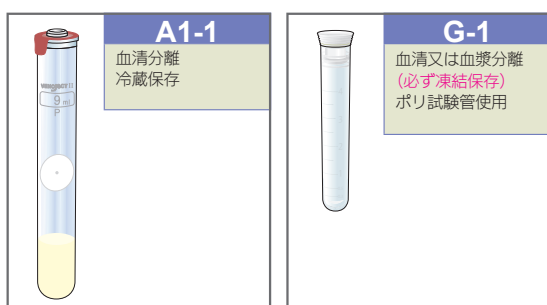 A1-1
血清分離
冷蔵保存
9 ml
P
G-1
血清又は血漿分離
(必ず凍結保存)
ポリ試験管使用